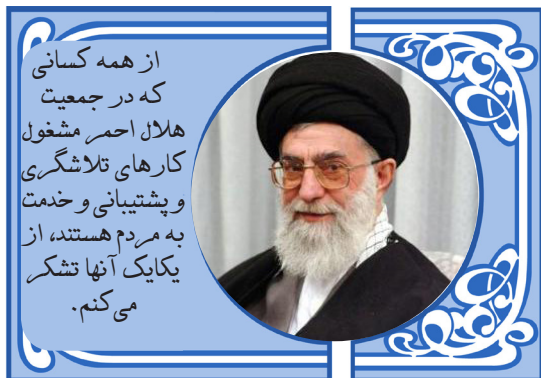 از همه کسانی
که در جمعیت
هلال احمر مشغول
کارهای تلاشگری
و پشتیبانی و خدمت
به مردم هستند، از
یکایک آنها تشکر
می‌کنم.